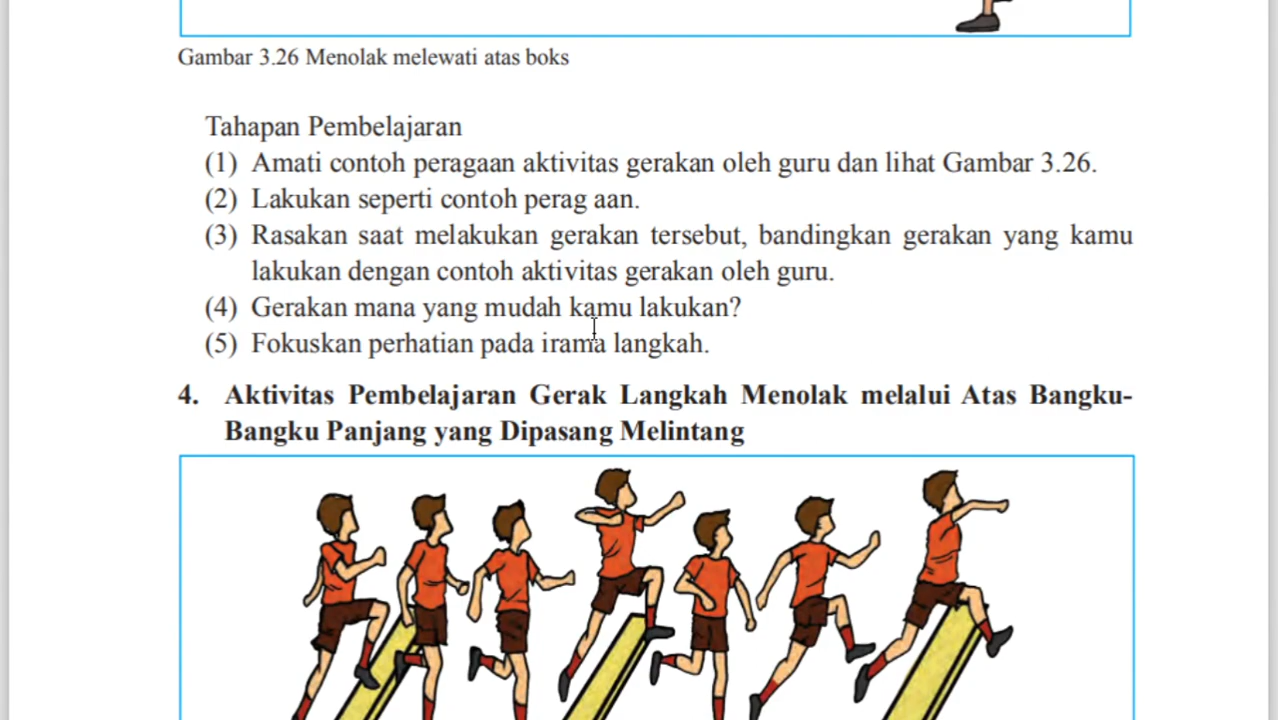 Gambar 3.26 Menolak melewati atas boks
Tahapan Pembelajaran
(1) Amati contoh peragaan aktivitas gerakan oleh guru dan lihat Gambar 3.26.
(2) Lakukan seperti contoh perag aan.
(3) Rasakan saat melakukan gerakan tersebut, bandingkan gerakan yang kamu
lakukan dengan contoh aktivitas gerakan oleh guru.
(4) Gerakan mana yang mudah kamu lakukan?
(5) Fokuskan perhatian pada irama langkah.
4. Aktivitas Pembelajaran Gerak Langkah Menolak melalui Atas Bangku-
Bangku Panjang yang Dipasang Melintang